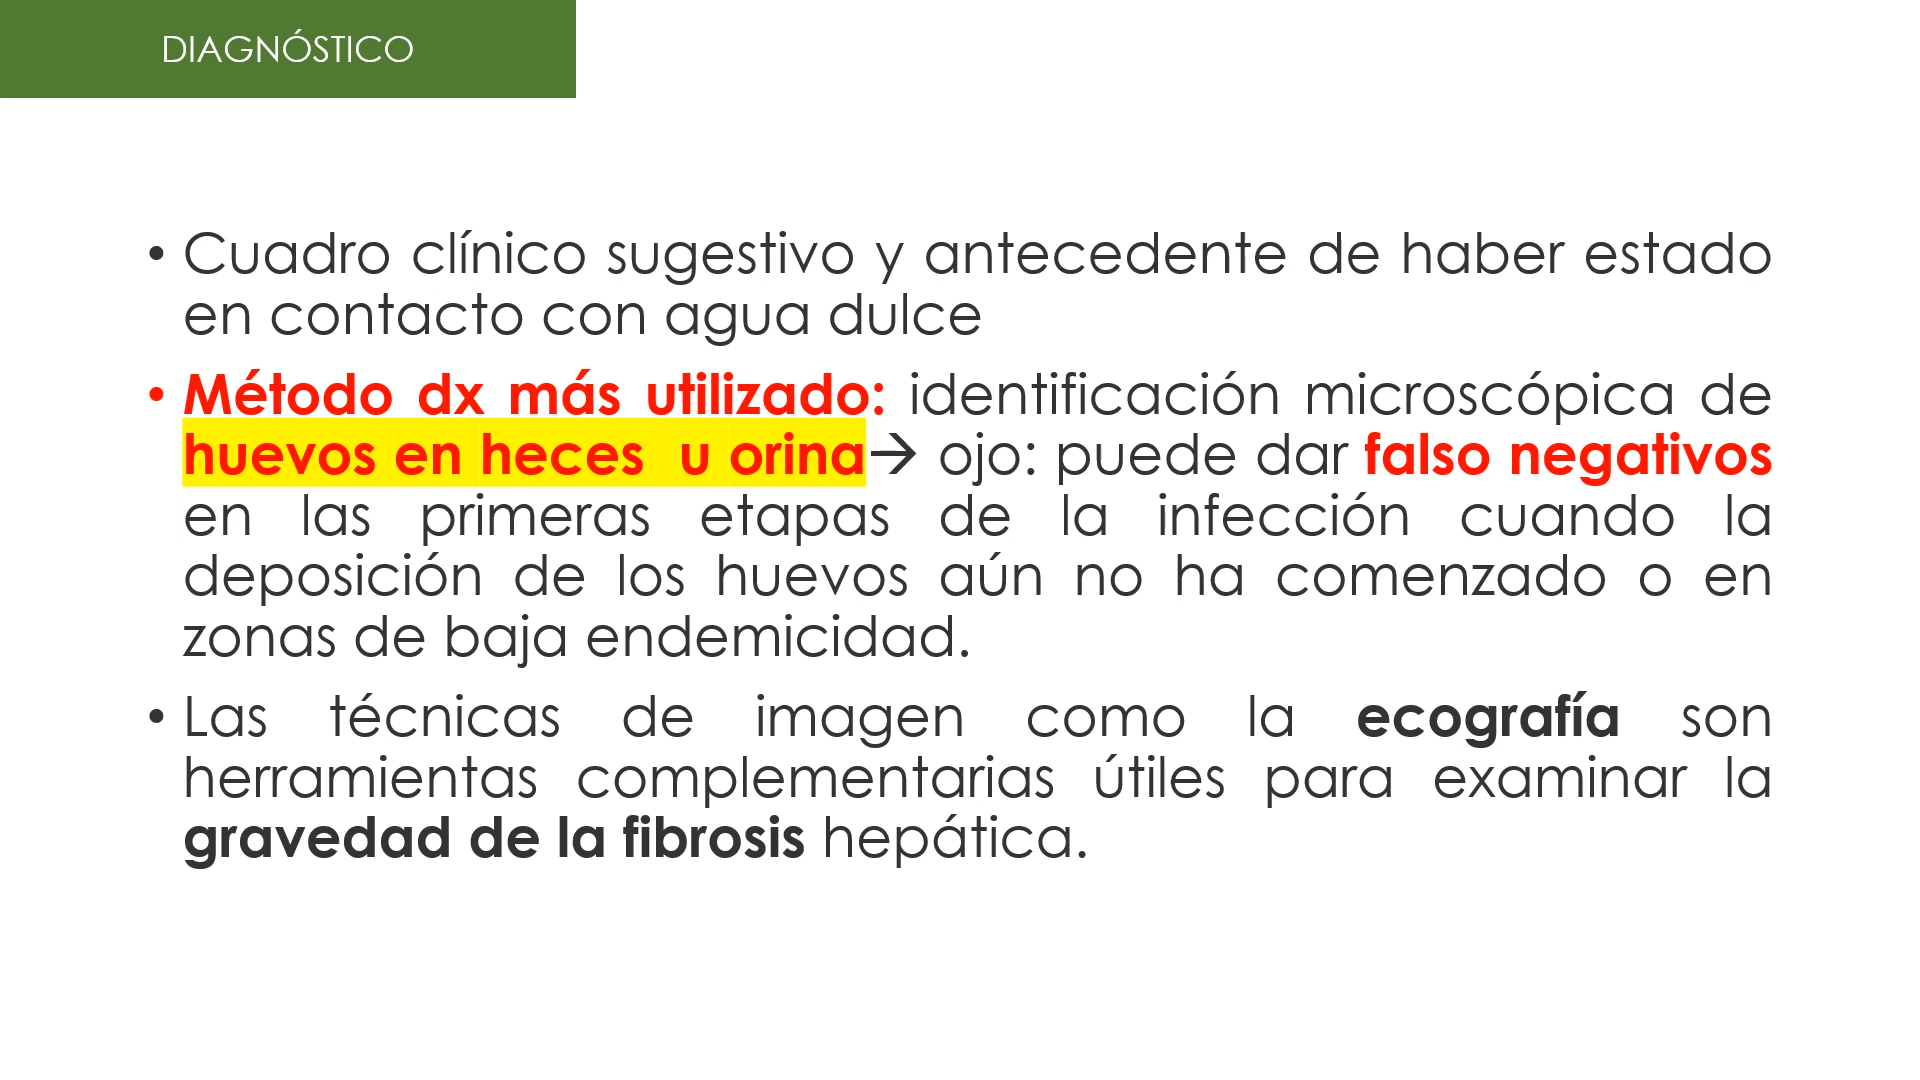 DIAGNÓSTICO
• Cuadro clínico sugestivo y antecedente de haber estado
en contacto con agua dulce
• Método dx más utilizado: identificación microscópica de
huevos en heces  u orina→ ojo: puede dar falso negativos
en las primeras etapas de la infección cuando la
deposición de los huevos aún no ha comenzado o en
zonas de baja endemicidad.
• Las técnicas de imagen como la ecografía son
herramientas complementarias útiles para examinar la
gravedad de la fibrosis hepática.